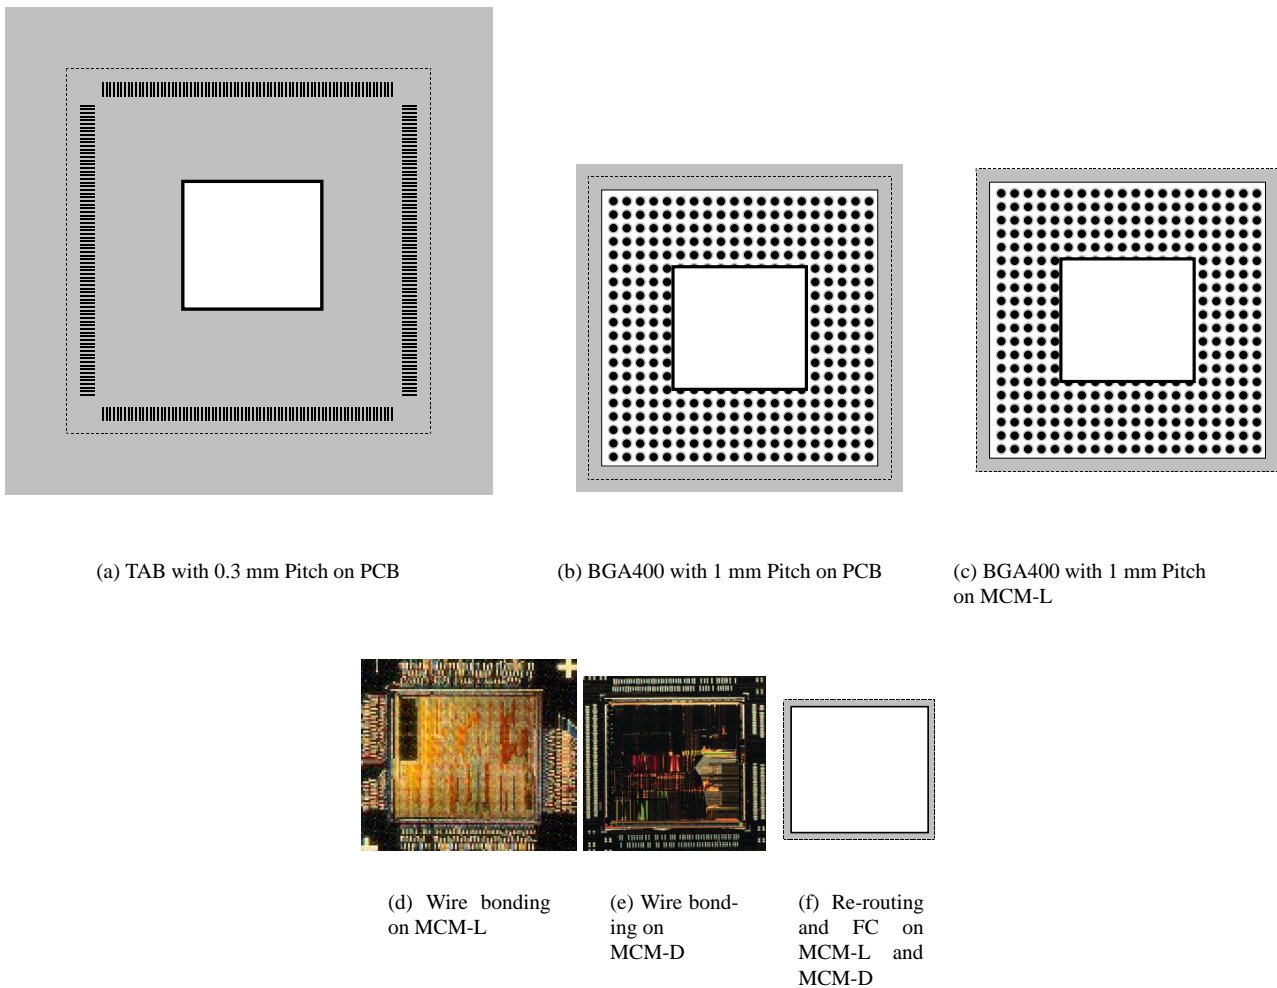 (a) TAB with 0.3 mm Pitch on PCB
(b) BGA400 with 1 mm Pitch on PCB
(c) BGA400 with 1 mm Pitch
on MCM-L
(d) Wire bonding
on MCM-L
(e) Wire bond-
ing on
MCM-D
(f) Re-routing
and FC on
MCM-L and
MCM-D